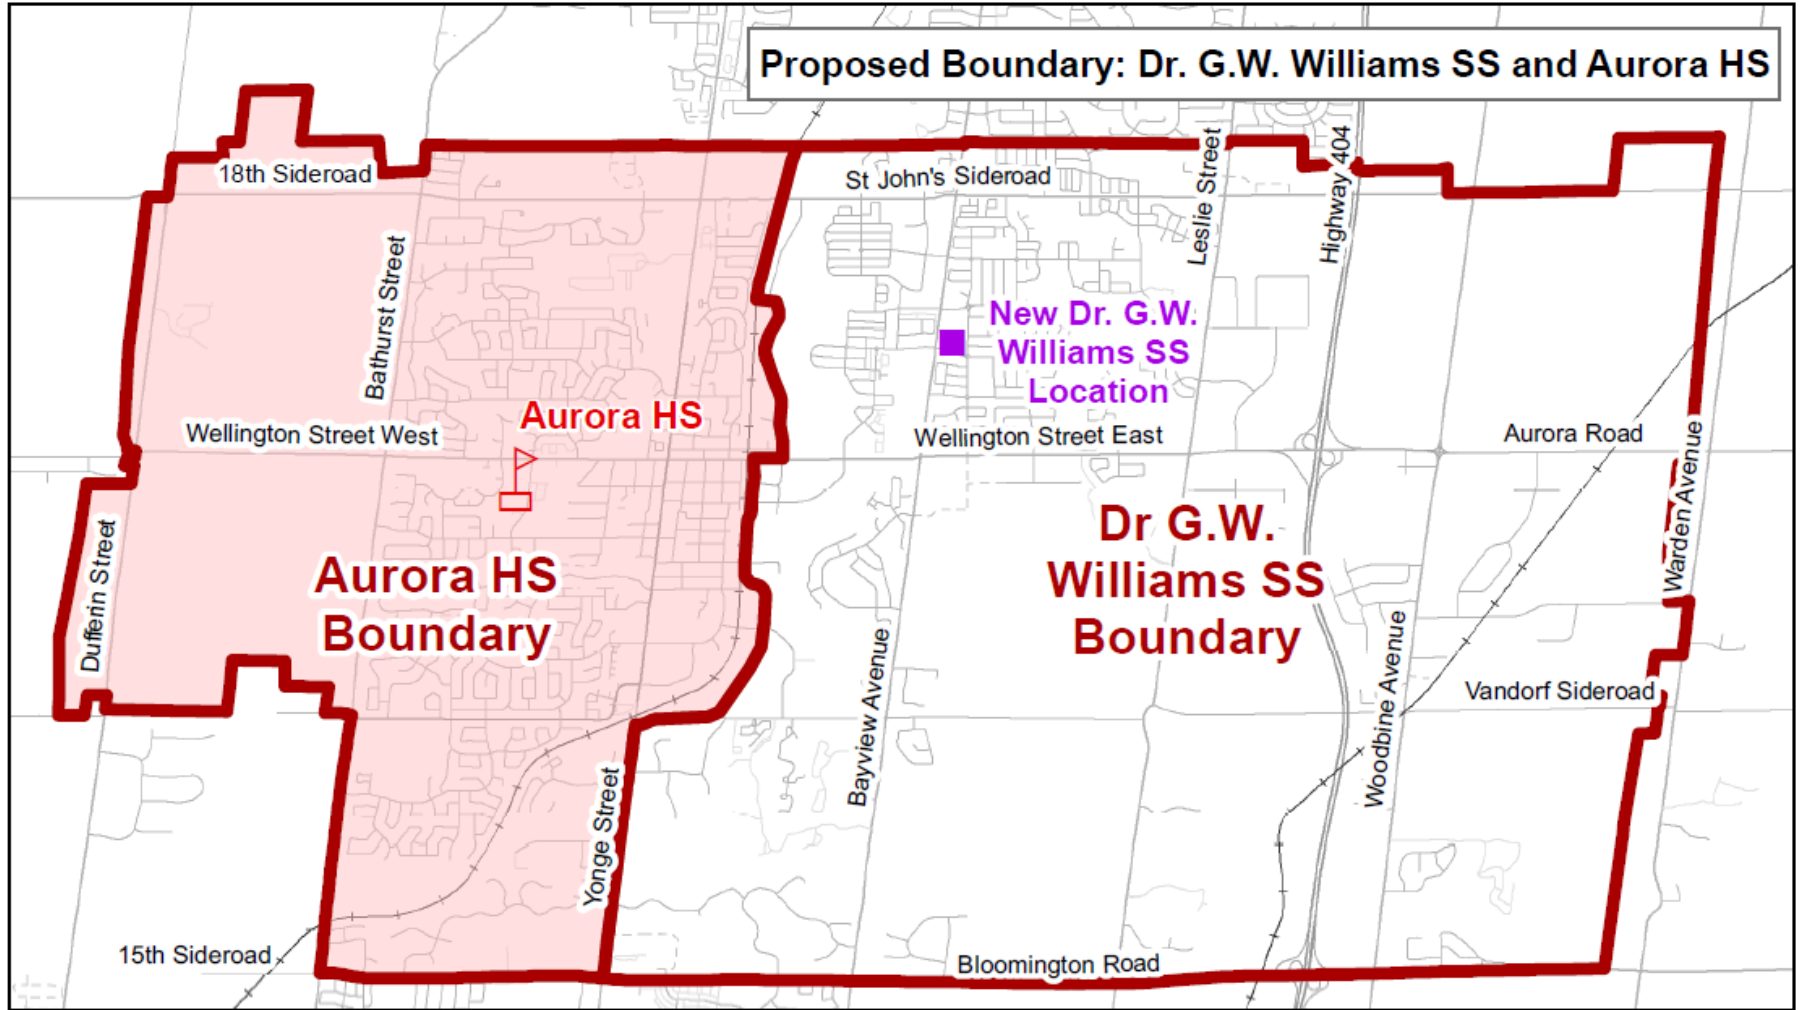 Proposed Boundary: Dr. G.W. Williams SS and Aurora HS
18th Sideroad
St John's Sideroad
Leslie Street
Highway 404
Bathurst Street
New Dr. G.W.
Williams SS
Location
Aurora HS
Wellington Street West
Wellington Street East
Aurora Road
Warden Avenue
Dufferin Street
Aurora HS
Boundary
Dr G.W.
Williams SS
Boundary
Bayview Avenue
Woodbine Avenue
Vandorf Sideroad
Yonge Street
15th Sideroad
Bloomington Road